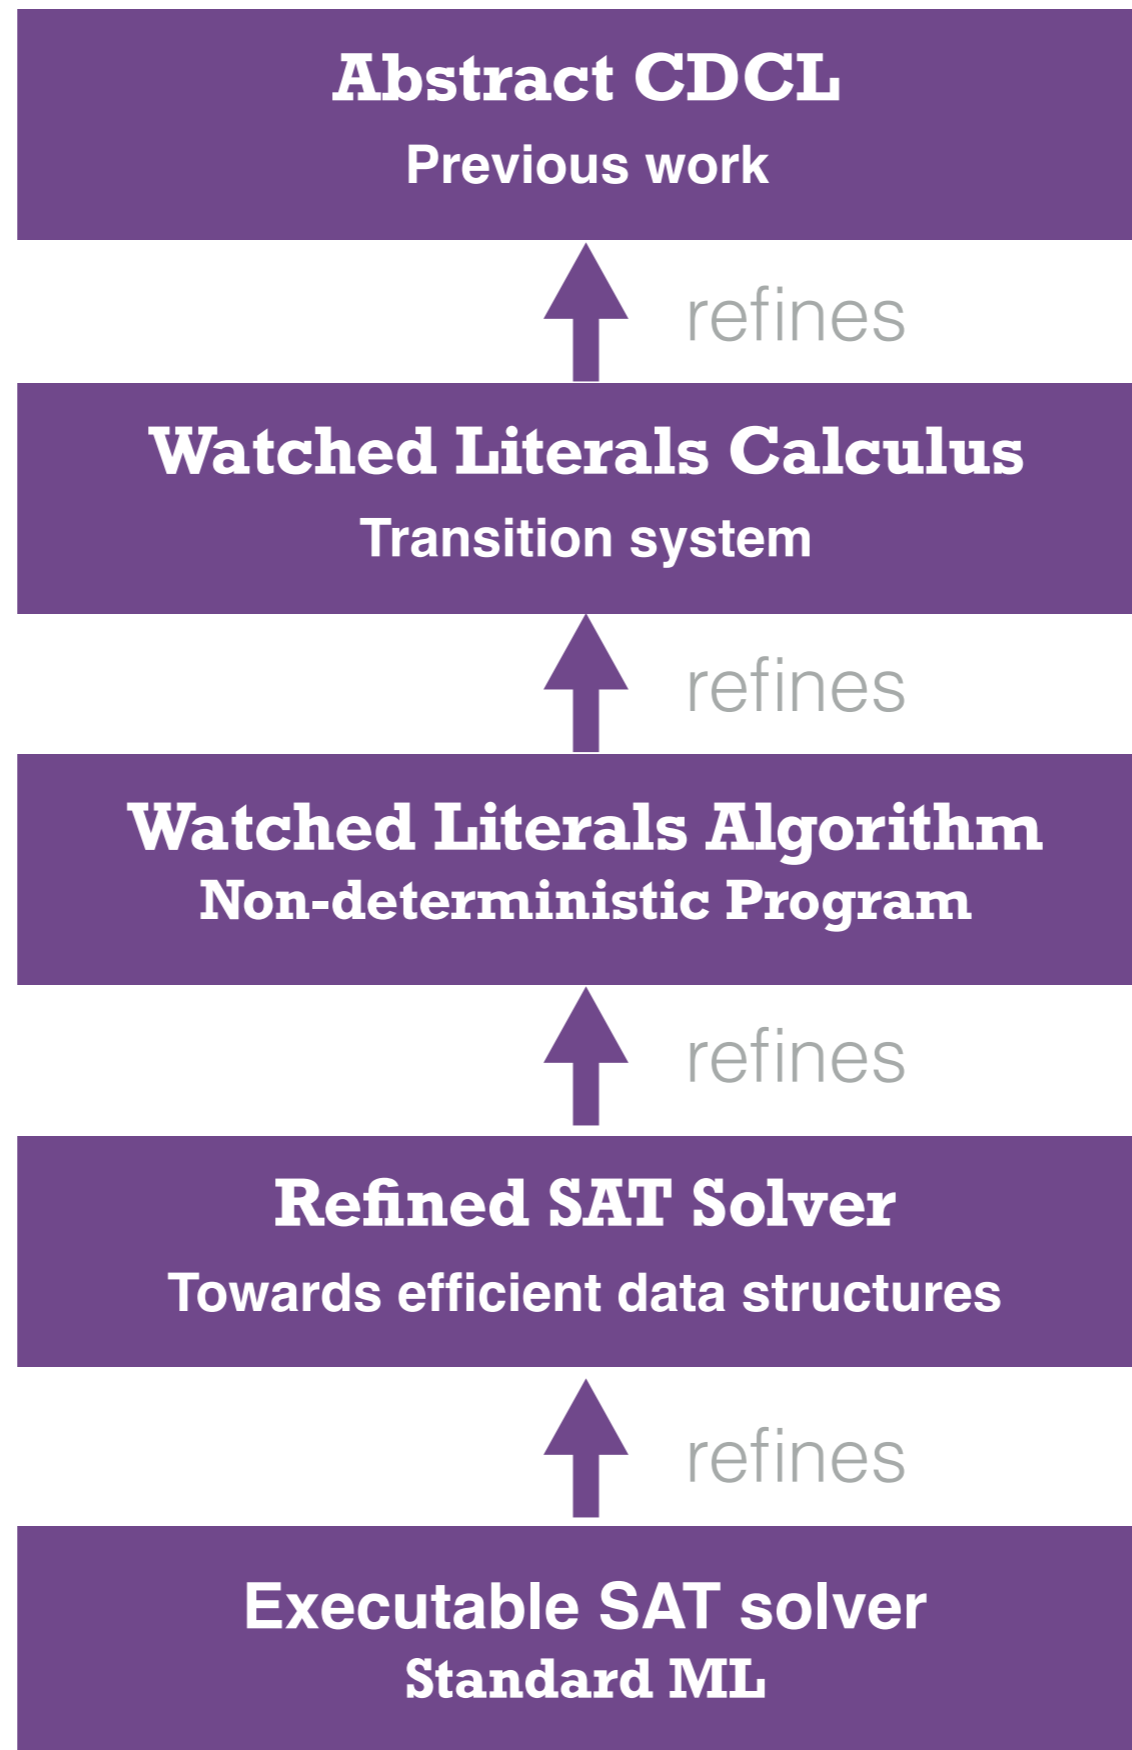 Abstract CDCL
Previous work
refines
Watched Literals Calculus
Transition system
refines
Watched Literals Algorithm
Non-deterministic Program
refines
Refined SAT Solver
Towards efficient data structures
refines
Executable SAT solver
Standard ML